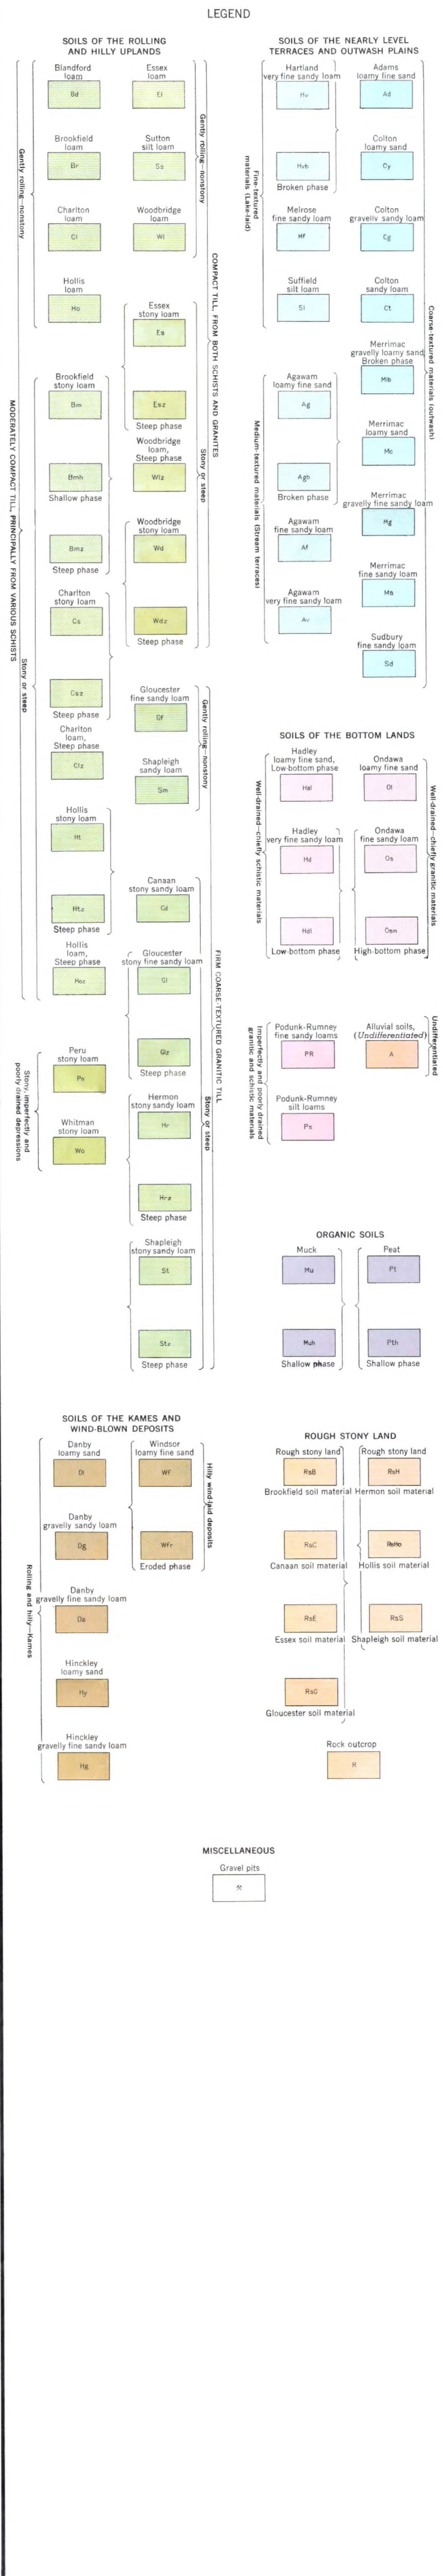 LEGEND
SOILS OF THE ROLLING
AND HILLY UPLANDS
MODERATELY COMPACT TILL, PRINCIPALLY FROM VARIOUS SCHISTS
Gently rolling—nonstony
Blandford
loam
Bd
Brookfield
loam
Br
Charlton
loam
Cl
Hollis
loam
Ho
Stony or steep
Brookfield
stony loam
Bm
Bmh
Shallow phase
Bmz
Steep phase
Charlton
stony loam
Cs
Csz
Steep phase
Charlton
loam,
Steep phase
Clz
Hollis
stony loam
Ht
Htz
Steep phase
Hollis
loam,
Steep phase
Hoz
Stony, imperfectly and
poorly drained depressions
Peru
stony loam
Pn
Whitman
stony loam
Wo
COMPACT TILL, FROM BOTH SCHISTS AND GRANITES
Gently rolling—nonstony
Essex
loam
El
Sutton
silt loam
Ss
Woodbridge
loam
Wl
Stony or steep
Essex
stony loam
Es
Esz
Steep phase
Woodbridge
loam,
Steep phase
Wlz
Woodbridge
stony loam
Wd
Wdz
Steep phase
FIRM COARSE-TEXTURED GRANITIC TILL
Gently rolling—nonstony
Gloucester
fine sandy loam
Gf
Shapleigh
sandy loam
Sm
Stony or steep
Canaan
stony sandy loam
Cd
Gloucester
stony fine sandy loam
Gl
Glz
Steep phase
Hermon
stony sandy loam
Hr
Hrz
Steep phase
Shapleigh
stony sandy loam
St
Stz
Steep phase
SOILS OF THE NEARLY LEVEL
TERRACES AND OUTWASH PLAINS
Fine-textured
materials (Lake-laid)
Hartland
very fine sandy loam
Hv
Hvb
Broken phase
Melrose
fine sandy loam
Mf
Suffield
silt loam
Sl
Medium-textured materials (Stream terraces)
Agawam
loamy fine sand
Ag
Agb
Broken phase
Agawam
fine sandy loam
Af
Agawam
very fine sandy loam
Av
Coarse-textured materials (outwash)
Adams
loamy fine sand
Ad
Colton
loamy sand
Cy
Colton
gravelly sandy loam
Cg
Colton
sandy loam
Ct
Merrimac
gravelly loamy sand,
Broken phase
Mlb
Merrimac
loamy sand
Mc
Merrimac
gravelly fine sandy loam
Mg
Merrimac
fine sandy loam
Ma
Sudbury
fine sandy loam
Sd
SOILS OF THE BOTTOM LANDS
Well-drained—chiefly schistic materials
Hadley
loamy fine sand,
Low-bottom phase
Hal
Hadley
very fine sandy loam
Hd
Hdl
Low-bottom phase
Well-drained—chiefly granitic materials
Ondawa
loamy fine sand
Ol
Ondawa
fine sandy loam
Os
Osm
High-bottom phase
Imperfectly and poorly drained
granitic and schistic materials
Podunk-Rumney
fine sandy loams
PR
Podunk-Rumney
silt loams
Ps
Undifferentiated
Alluvial soils,
(Undifferentiated)
A
ORGANIC SOILS
Muck
Mu
Muh
Shallow phase
Peat
Pt
Pth
Shallow phase
SOILS OF THE KAMES AND
WIND-BLOWN DEPOSITS
Rolling and hilly—Kames
Danby
loamy sand
Dl
Danby
gravelly sandy loam
Dg
Danby
gravelly fine sandy loam
Da
Hinckley
loamy sand
Hy
Hinckley
gravelly fine sandy loam
Hg
Hilly wind-laid deposits
Windsor
loamy fine sand
Wf
Wfr
Eroded phase
ROUGH STONY LAND
Rough stony land
RsB
Brookfield soil material
RsC
Canaan soil material
RsE
Essex soil material
RsG
Gloucester soil material
Rough stony land
RsH
Hermon soil material
RsHo
Hollis soil material
RsS
Shapleigh soil material
Rock outcrop
R
MISCELLANEOUS
Gravel pits